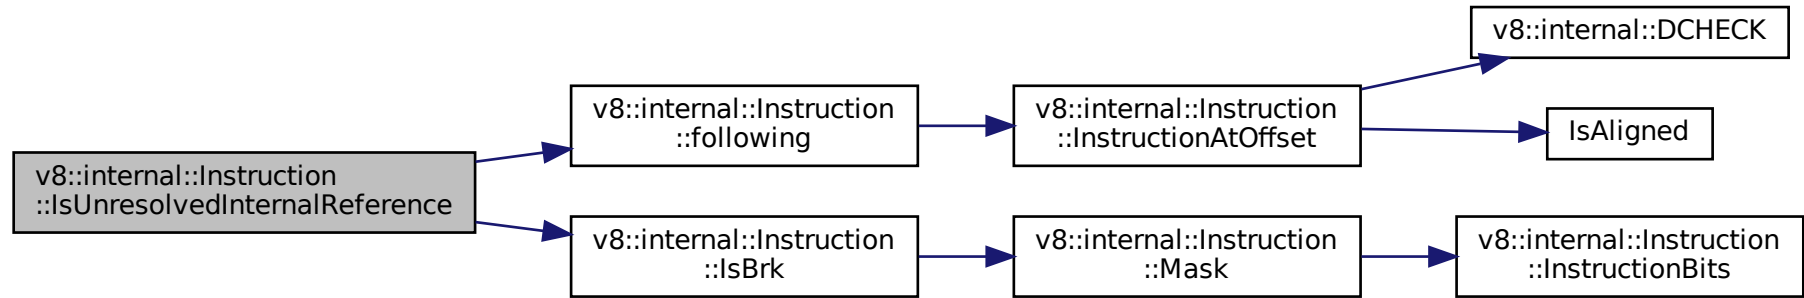 v8::internal::Instruction
::IsUnresolvedInternalReference
v8::internal::Instruction
::following
v8::internal::Instruction
::InstructionAtOffset
v8::internal::DCHECK
IsAligned
v8::internal::Instruction
::IsBrk
v8::internal::Instruction
::Mask
v8::internal::Instruction
::InstructionBits